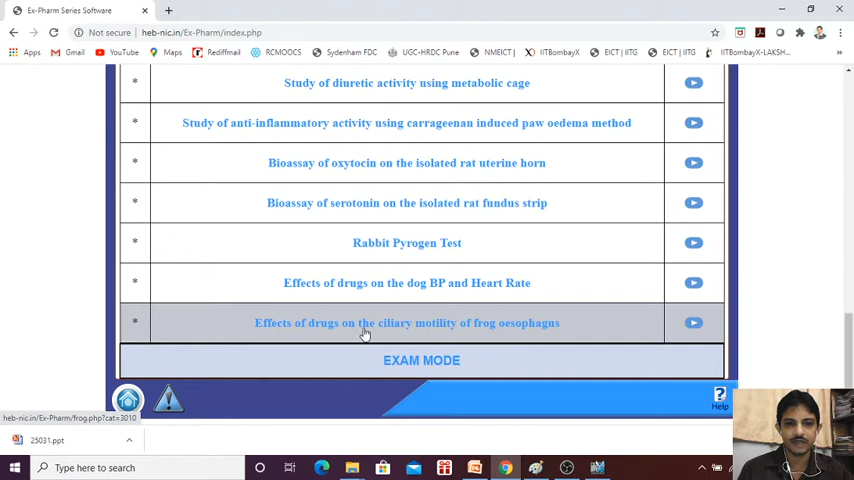 Ex-Pharm Series Software
Not secure | heb-nic.in/Ex-Pharm/index.php
Apps Gmail YouTube Maps Rediffmail RCMOOCS Sydenham FDC UGC-HRDC Pune NMEICT | IITBombayX EICT | IITG EICT | IITG IITBombayX-LAKSH...
* Study of diuretic activity using metabolic cage
* Study of anti-inflammatory activity using carrageenan induced paw oedema method
* Bioassay of oxytocin on the isolated rat uterine horn
* Bioassay of serotonin on the isolated rat fundus strip
* Rabbit Pyrogen Test
* Effects of drugs on the dog BP and Heart Rate
* Effects of drugs on the ciliary motility of frog oesophagus
EXAM MODE
Help
heb-nic.in/Ex-Pharm/frog.php?cat=3010
25031.ppt
Type here to search